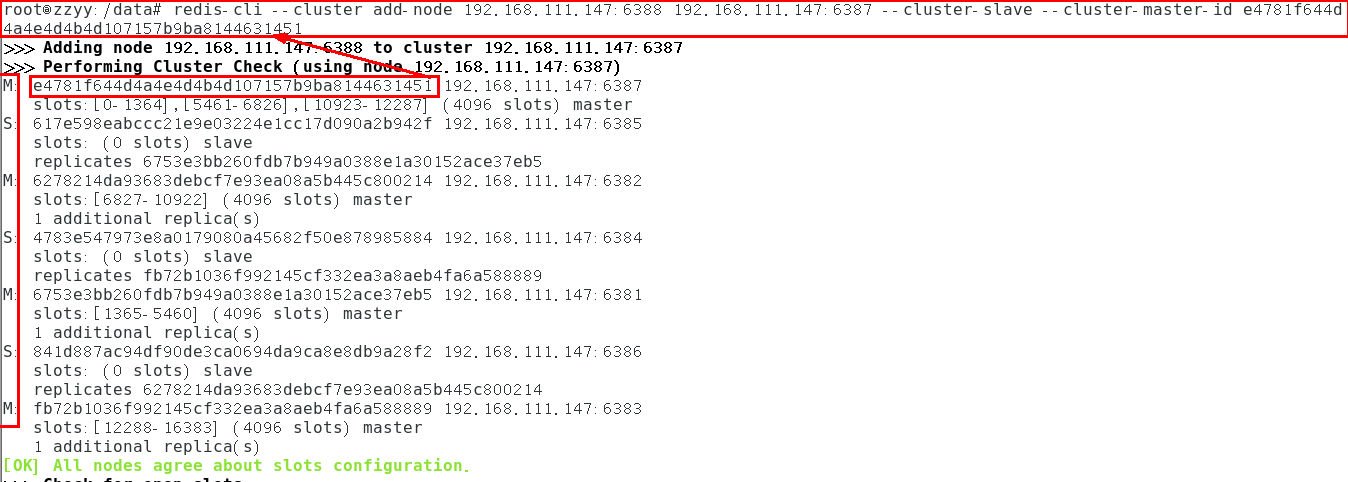 root@zzyy:/data# redis-cli --cluster add-node 192.168.111.147:6388 192.168.111.147:6387 --cluster-slave --cluster-master-id e4781f644d
4a4e4d4b4d107157b9ba8144631451
>>> Adding node 192.168.111.147:6388 to cluster 192.168.111.147:6387
>>> Performing Cluster Check (using node 192.168.111.147:6387)
M: e4781f644d4a4e4d4b4d107157b9ba8144631451 192.168.111.147:6387
slots:[0-1364],[5461-6826],[10923-12287] (4096 slots) master
S: 617e598eabccc21e9e03224e1cc17d090a2b942f 192.168.111.147:6385
slots: (0 slots) slave
replicates 6753e3bb260fdb7b949a0388e1a30152ace37eb5
M: 6278214da93683debcf7e93ea08a5b445c800214 192.168.111.147:6382
slots:[6827-10922] (4096 slots) master
1 additional replica(s)
S: 4783e547973e8a0179080a45682f50e878985884 192.168.111.147:6384
slots: (0 slots) slave
replicates fb72b1036f992145cf332ea3a8aeb4fa6a588889
M: 6753e3bb260fdb7b949a0388e1a30152ace37eb5 192.168.111.147:6381
slots:[1365-5460] (4096 slots) master
1 additional replica(s)
S: 841d887ac94df90de3ca0694da9ca8e8db9a28f2 192.168.111.147:6386
slots: (0 slots) slave
replicates 6278214da93683debcf7e93ea08a5b445c800214
M: fb72b1036f992145cf332ea3a8aeb4fa6a588889 192.168.111.147:6383
slots:[12288-16383] (4096 slots) master
1 additional replica(s)
[OK] All nodes agree about slots configuration.
>>> Check for open slots